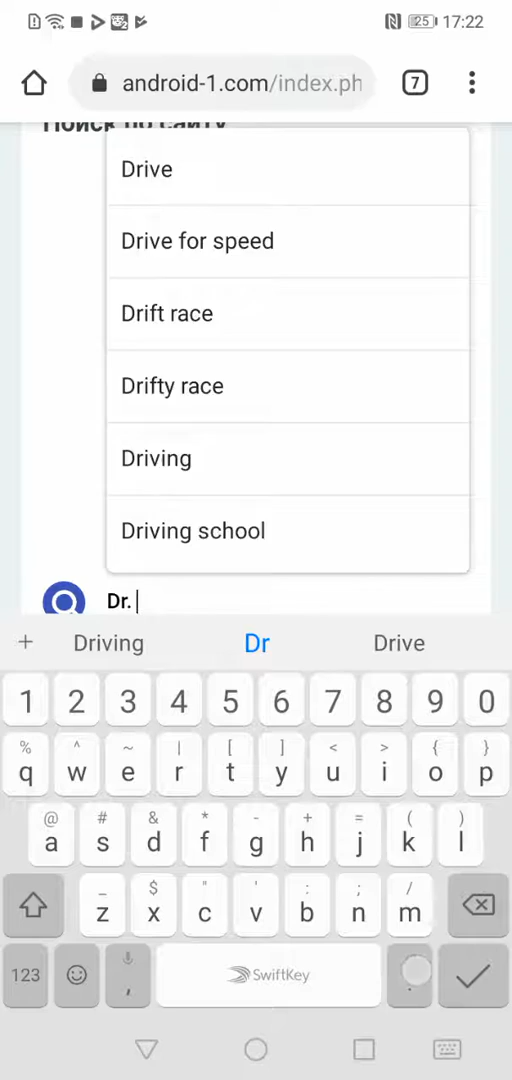 25 17:22
android-1.com/index.ph 7
Поиск по сайту
Drive
Drive for speed
Drift race
Drifty race
Driving
Driving school
Dr.
+ Driving Dr Drive
1 2 3 4 5 6 7 8 9 0
% ^ ~ | [ ] < > { }
q w e r t y u i o p
@ # & * - + = ( )
a s d f g h j k l
_ $ " ' : ; /
z x c v b n m
123 , SwiftKey .